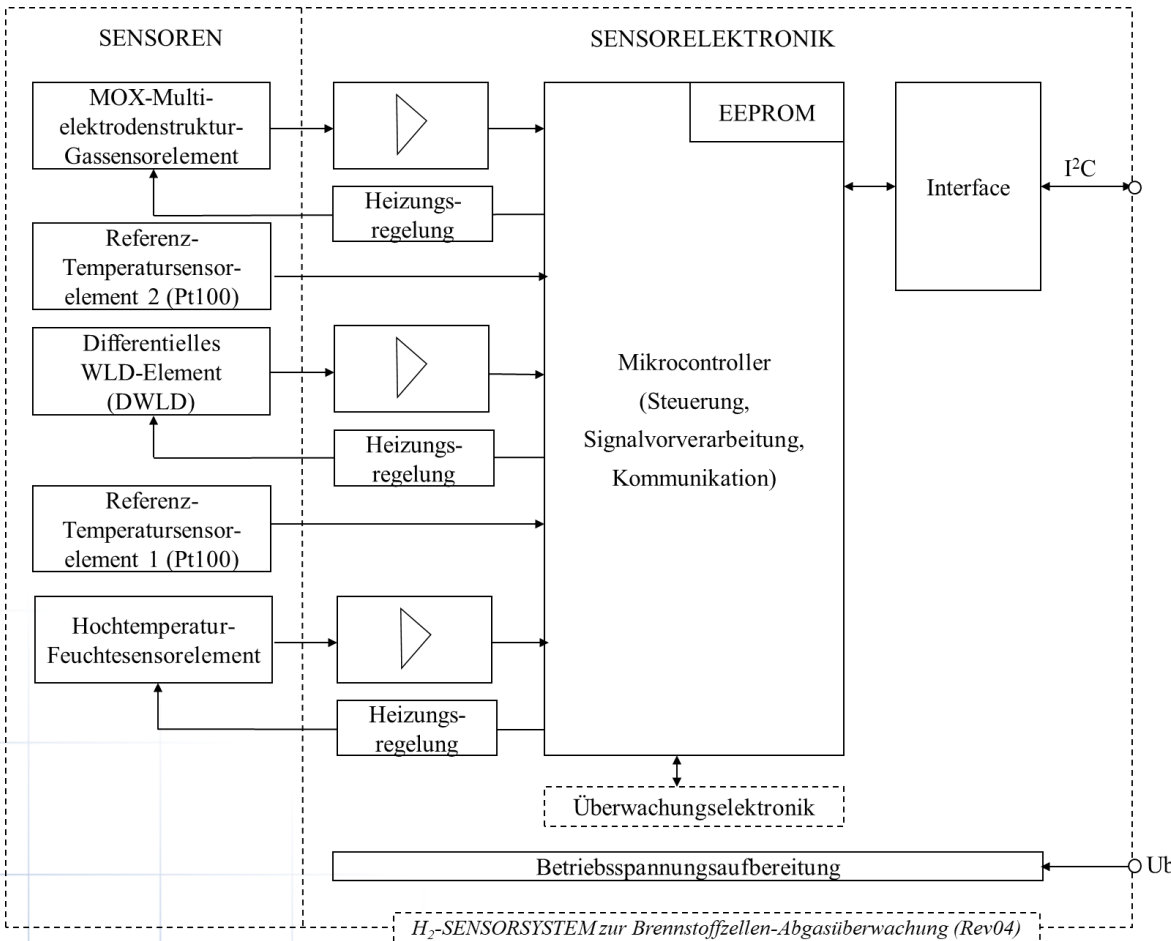 SENSOREN
SENSORELEKTRONIK
MOX-Multi-
elektrodenstruktur-
Gassensorelement
EEPROM
I²C
Interface
Heizungs-
regelung
Referenz-
Temperatursensor-
element 2 (Pt100)
Differentielles
WLD-Element
(DWLD)
Mikrocontroller
(Steuerung,
Signalvorverarbeitung,
Kommunikation)
Heizungs-
regelung
Referenz-
Temperatursensor-
element 1 (Pt100)
Hochtemperatur-
Feuchtesensorelement
Heizungs-
regelung
Überwachungselektronik
Betriebsspannungsaufbereitung
Ub
H₂-SENSORSYSTEM zur Brennstoffzellen-Abgasüberwachung (Rev04)